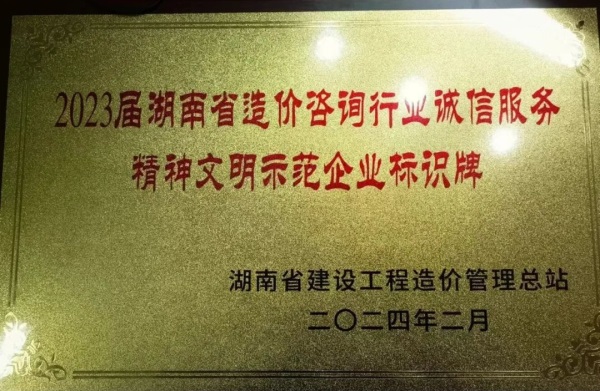 2023届湖南省造价咨询行业诚信服务
精神文明示范企业标识牌
湖南省建设工程造价管理总站
二〇二四年二月